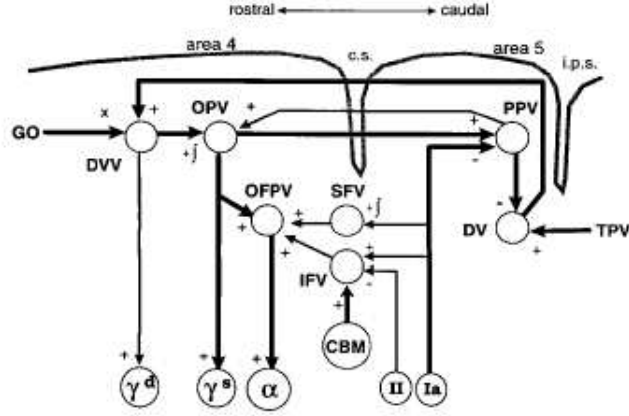 rostral caudal
area 4 c.s. area 5 i.p.s.
OPV + PPV
GO x + + 
DVV +∫ -
OFPV SFV +∫ -
+ + DV TPV
+ + +
IFV -
+
CBM
+ + +
γd γs α II Ia